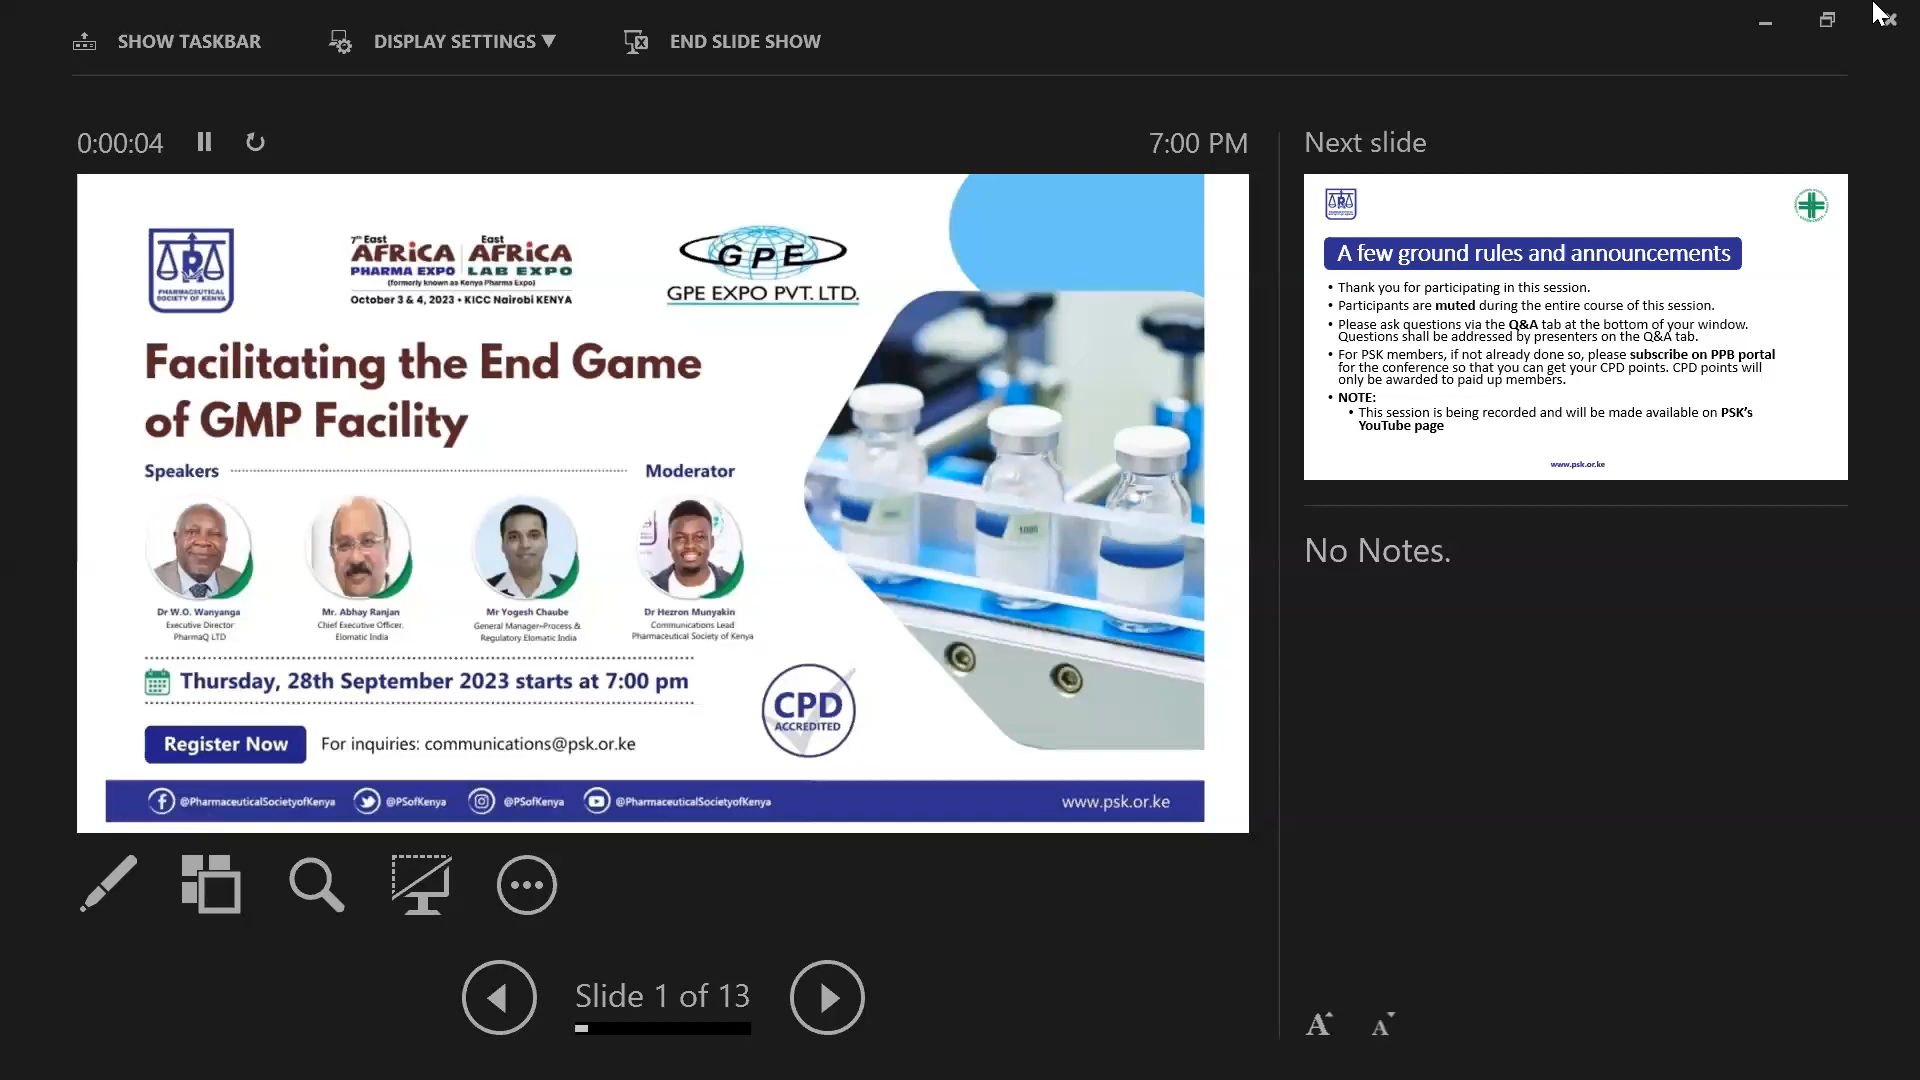 SHOW TASKBAR
DISPLAY SETTINGS ▼
END SLIDE SHOW
0:00:04
7:00 PM
PHARMACEUTICAL
SOCIETY OF KENYA
7th East
AFRICA
PHARMA EXPO
East
AFRICA
LAB EXPO
(formerly known as Kenya Pharma Expo)
October 3 & 4, 2023 • KICC Nairobi KENYA
GPE
GPE EXPO PVT. LTD.
Facilitating the End Game
of GMP Facility
Speakers
Moderator
Dr W.O. Wanyanga
Executive Director
PharmaQ LTD
Mr. Abhay Ranjan
Chief Executive Officer,
Elomatic India
Mr Yogesh Chaube
General Manager-Process &
Regulatory Elomatic India
Dr Hezron Munyakin
Communications Lead
Pharmaceutical Society of Kenya
Thursday, 28th September 2023 starts at 7:00 pm
CPD
ACCREDITED
Register Now
For inquiries: communications@psk.or.ke
@PharmaceuticalSocietyofKenya
@PSofKenya
@PSofKenya
@PharmaceuticalSocietyofKenya
www.psk.or.ke
Slide 1 of 13
Next slide
A few ground rules and announcements
• Thank you for participating in this session.
• Participants are muted during the entire course of this session.
• Please ask questions via the Q&A tab at the bottom of your window.
Questions shall be addressed by presenters on the Q&A tab.
• For PSK members, if not already done so, please subscribe on PPB portal
for the conference so that you can get your CPD points. CPD points will
only be awarded to paid up members.
• NOTE:
• This session is being recorded and will be made available on PSK's
YouTube page
www.psk.or.ke
No Notes.
A
A